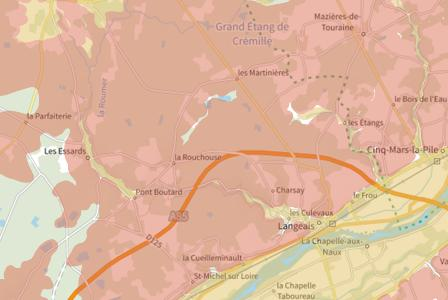 Mazières-de-
Touraine
Grand Étang de
Crémille
les Martinières
la Roumer
le Bois de l'Eau
la Parfaiterie
les Étangs
Les Essards
la Rouchouse
Cinq-Mars-la-Pile
Pont Boutard
Charsay
le Frou
les Culevaux
A85
Langeais
D125
La Chapelle-aux-
Naux
la Cueilleminault
St-Michel sur Loire
la Chapelle
Taboureau